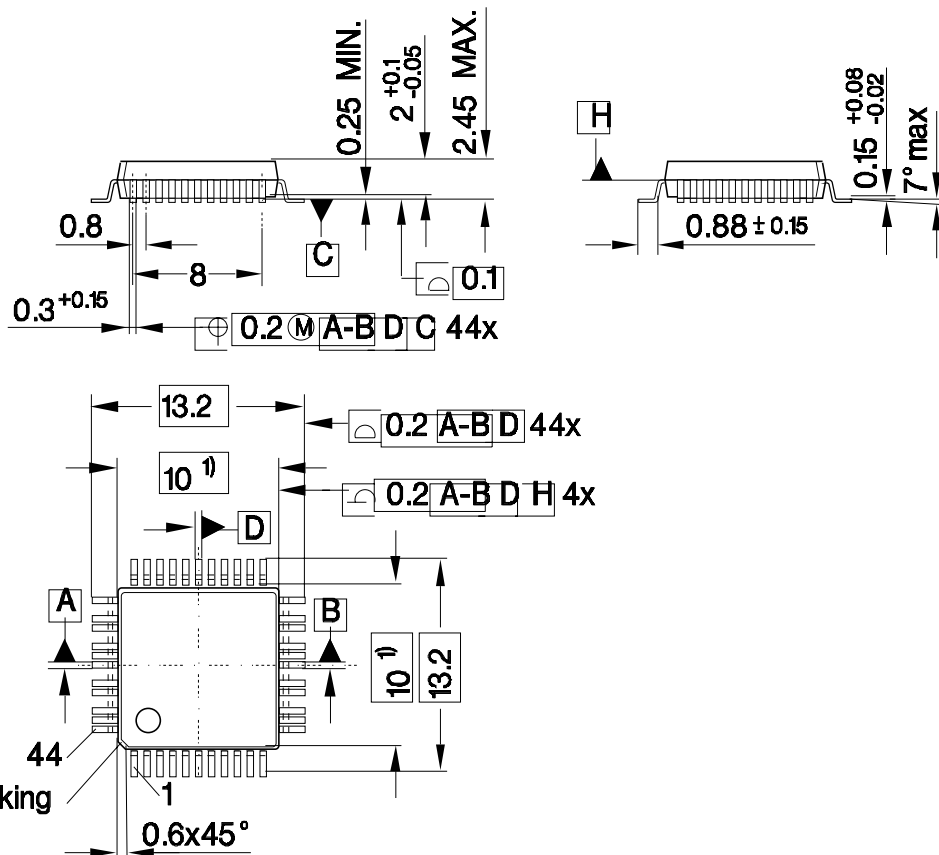 0.25 MIN.
2 +0.1 -0.05
2.45 MAX.
H
0.15 +0.08 -0.02
7° max
0.8
8
C
0.1
0.88 ± 0.15
0.3 +0.15
0.2 Ⓜ A-B D C 44x
13.2
0.2 A-B D 44x
10 1)
0.2 A-B D H 4x
D
A
B
10 1)
13.2
44
king
1
0.6x45°